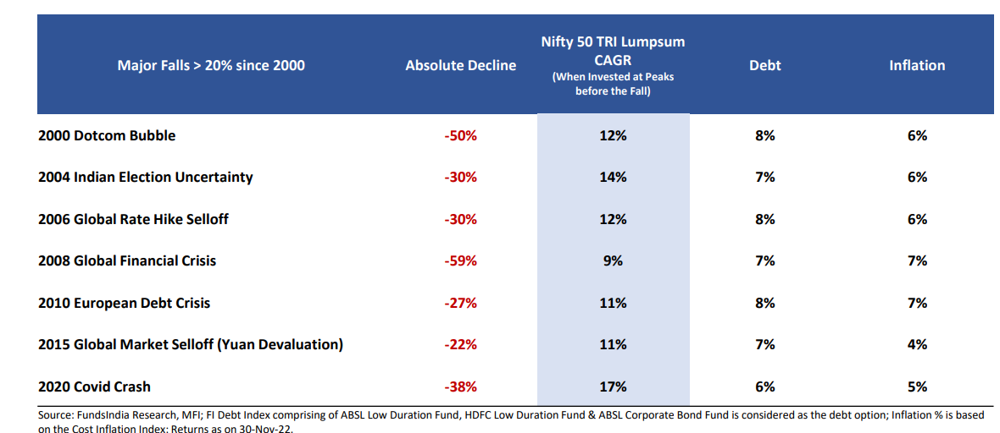 Major Falls > 20% since 2000 Absolute Decline Nifty 50 TRI Lumpsum CAGR (When Invested at Peaks before the Fall) Debt Inflation
2000 Dotcom Bubble -50% 12% 8% 6%
2004 Indian Election Uncertainty -30% 14% 7% 6%
2006 Global Rate Hike Selloff -30% 12% 8% 6%
2008 Global Financial Crisis -59% 9% 7% 7%
2010 European Debt Crisis -27% 11% 8% 7%
2015 Global Market Selloff (Yuan Devaluation) -22% 11% 7% 4%
2020 Covid Crash -38% 17% 6% 5%
Source: FundsIndia Research, MFI; FI Debt Index comprising of ABSL Low Duration Fund, HDFC Low Duration Fund & ABSL Corporate Bond Fund is considered as the debt option; Inflation % is based
on the Cost Inflation Index: Returns as on 30-Nov-22.